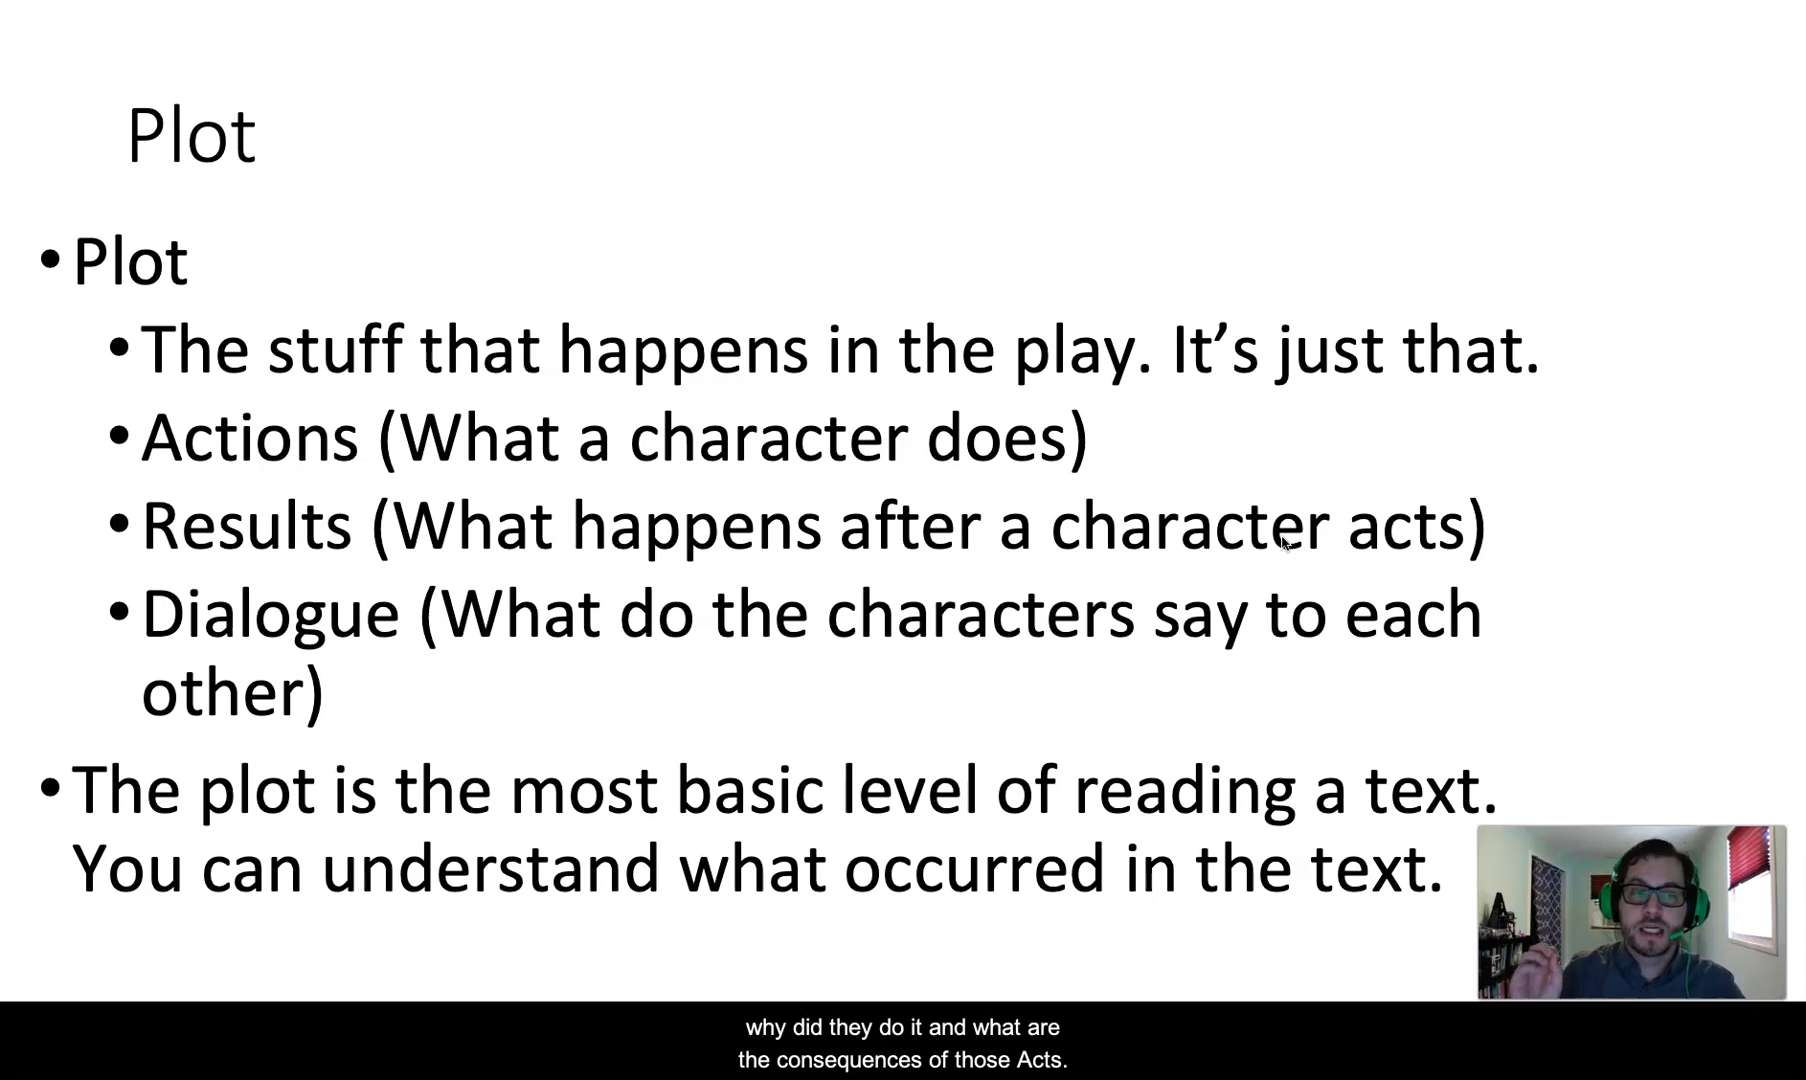 Plot
• Plot
• The stuff that happens in the play. It’s just that.
• Actions (What a character does)
• Results (What happens after a character acts)
• Dialogue (What do the characters say to each
other)
• The plot is the most basic level of reading a text.
You can understand what occurred in the text.
why did they do it and what are
the consequences of those Acts.